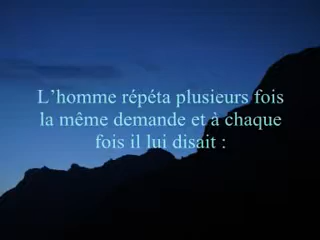 L’homme répéta plusieurs fois
la même demande et à chaque
fois il lui disait :